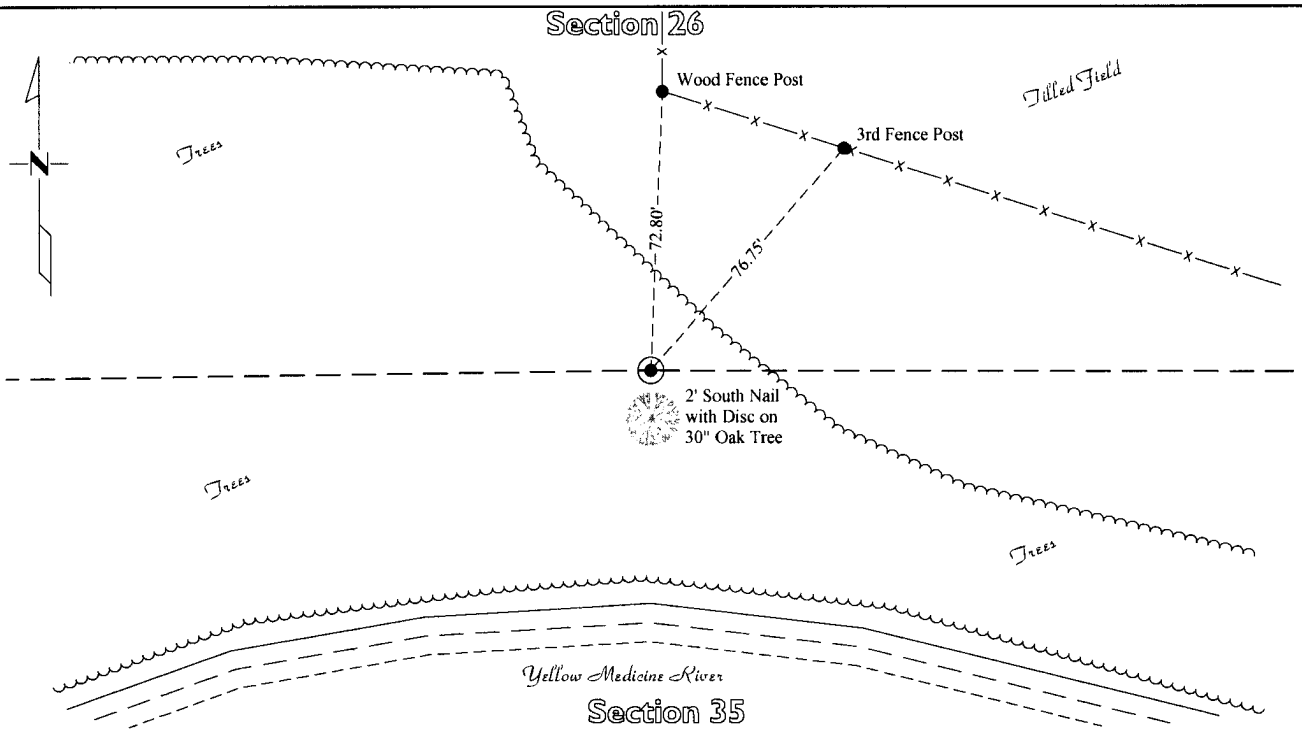 Section 26
Wood Fence Post
Tilled Field
3rd Fence Post
Trees
N
72.80'
76.75'
2' South Nail
with Disc on
30" Oak Tree
Trees
Trees
Yellow Medicine River
Section 35